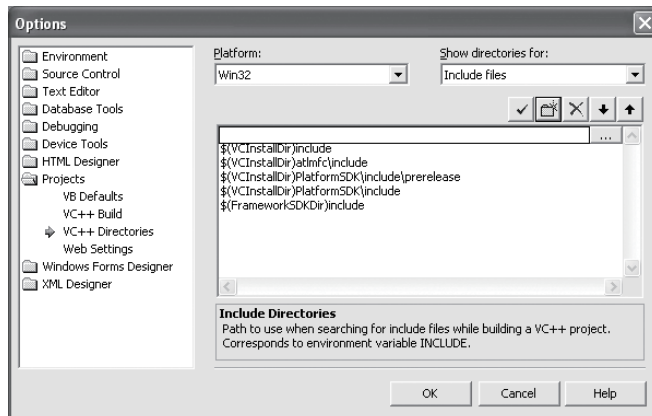 Options
Environment
Source Control
Text Editor
Database Tools
Debugging
Device Tools
HTML Designer
Projects
VB Defaults
VC++ Build
VC++ Directories
Web Settings
Windows Forms Designer
XML Designer
Platform:
Win32
Show directories for:
Include files
...
$(VCInstallDir)include
$(VCInstallDir)atlmfc\include
$(VCInstallDir)PlatformSDK\include\prerelease
$(VCInstallDir)PlatformSDK\include
$(FrameworkSDKDir)include
Include Directories
Path to use when searching for include files while building a VC++ project.
Corresponds to environment variable INCLUDE.
OK
Cancel
Help